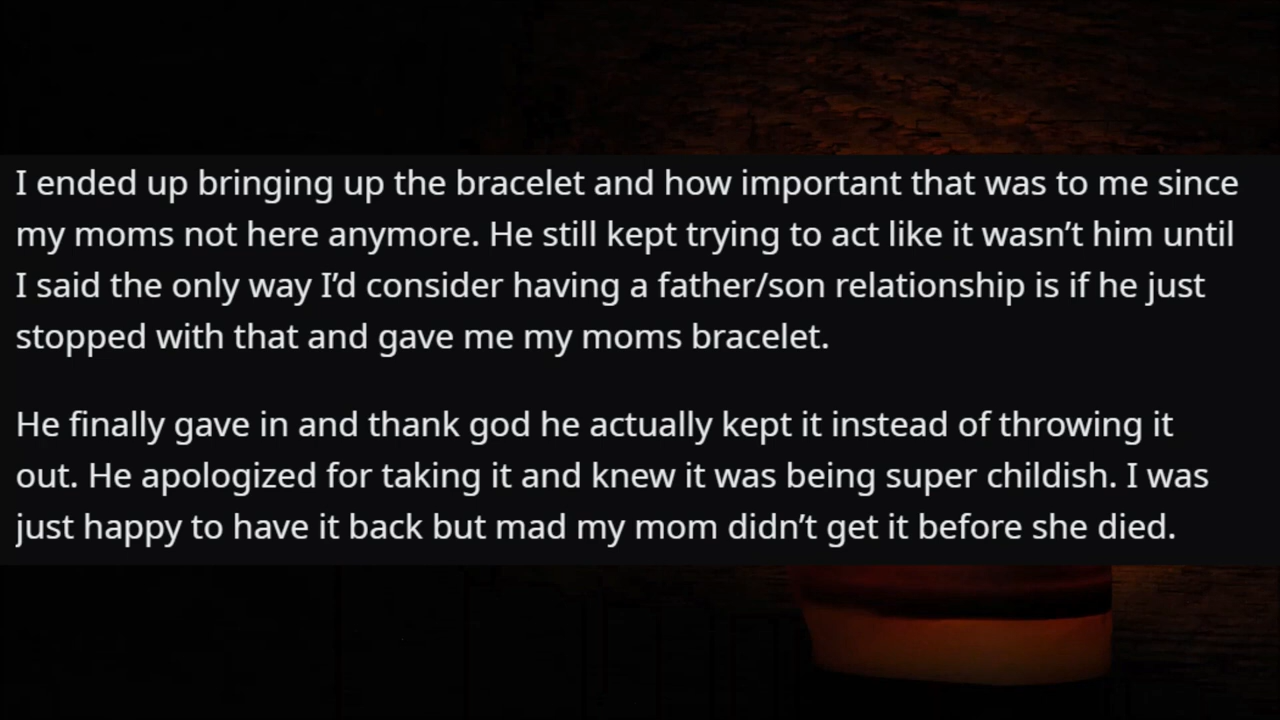 I ended up bringing up the bracelet and how important that was to me since
my moms not here anymore. He still kept trying to act like it wasn’t him until
I said the only way I’d consider having a father/son relationship is if he just
stopped with that and gave me my moms bracelet.
He finally gave in and thank god he actually kept it instead of throwing it
out. He apologized for taking it and knew it was being super childish. I was
just happy to have it back but mad my mom didn’t get it before she died.